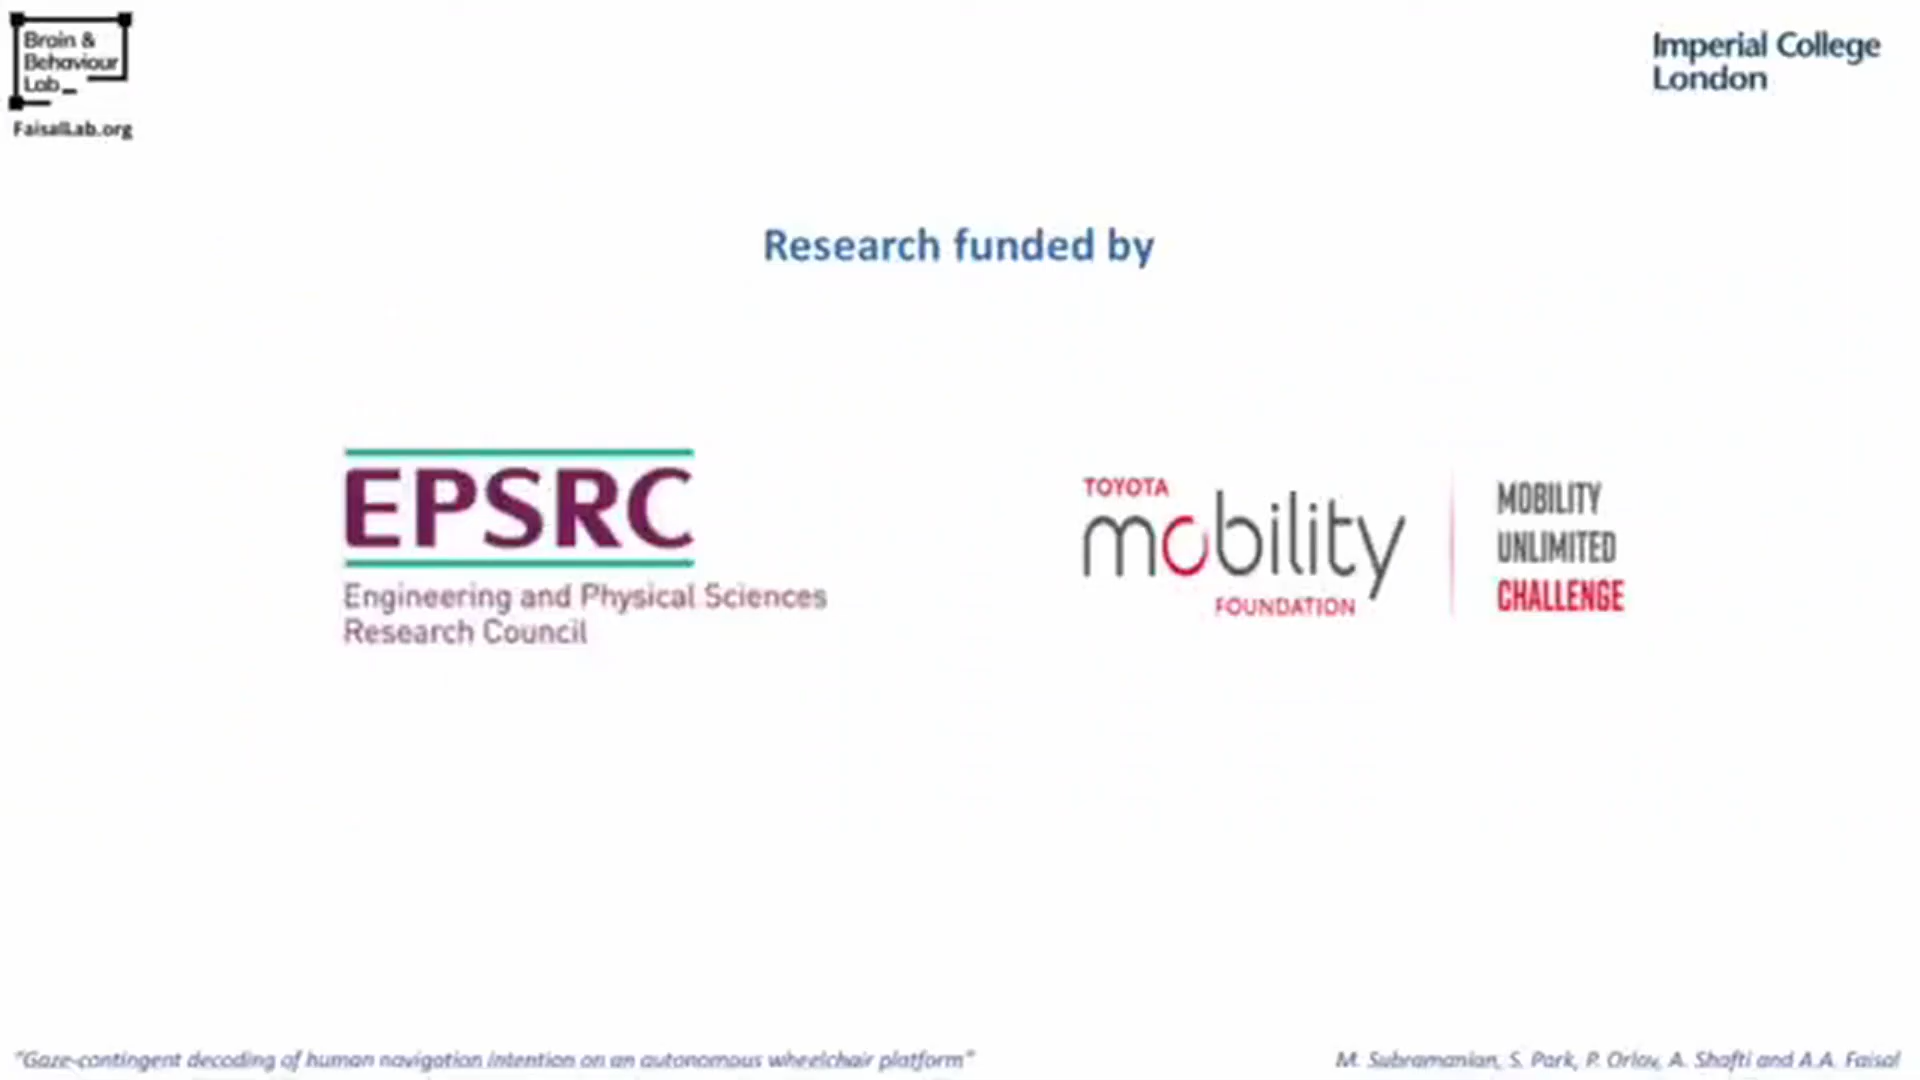 Brain &
Behaviour
Lab_
FaisalLab.org
Imperial College
London
Research funded by
EPSRC
Engineering and Physical Sciences
Research Council
TOYOTA
mobility
FOUNDATION
MOBILITY
UNLIMITED
CHALLENGE
"Gaze-contingent decoding of human navigation intention on an autonomous wheelchair platform"
M. Subramanian, S. Park, P. Orlov, A. Shafti and A.A. Faisal